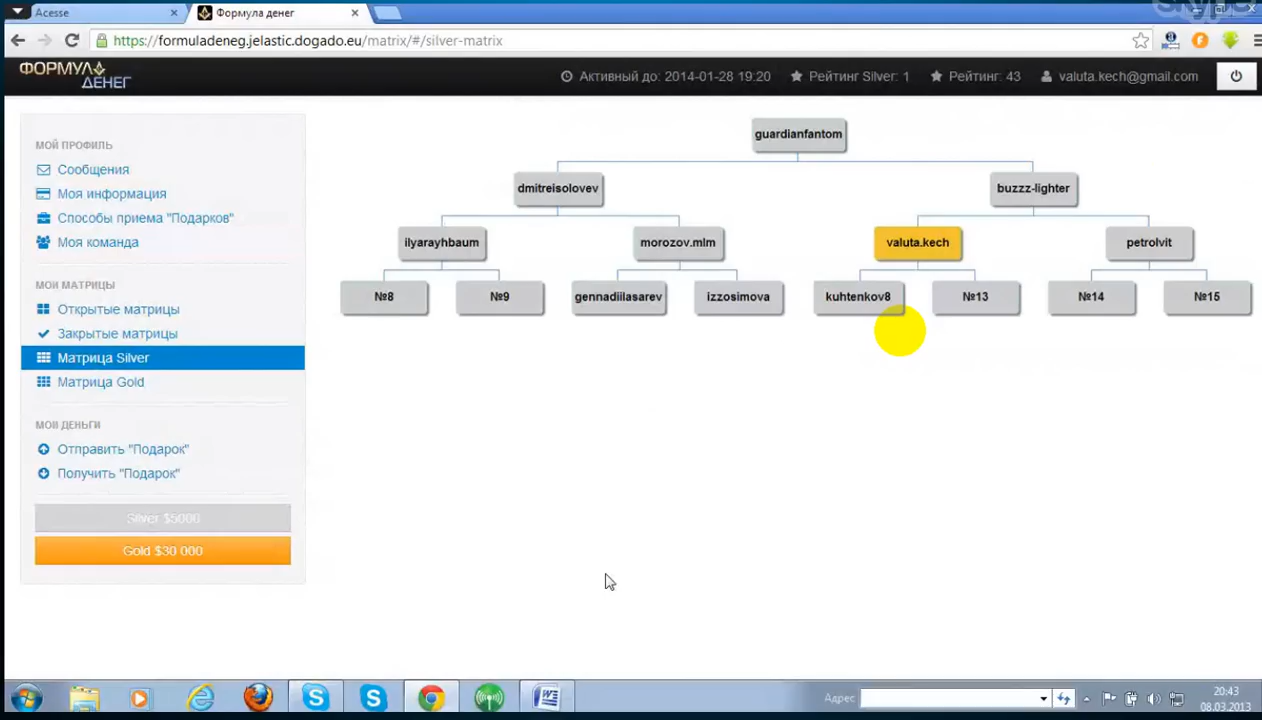 Skype
Acesse
Формула денег
https://formuladeneg.jelastic.dogado.eu/matrix/#/silver-matrix
ФОРМУЛА
ДЕНЕГ
Активный до: 2014-01-28 19:20
Рейтинг Silver: 1
Рейтинг: 43
valuta.kech@gmail.com
МОЙ ПРОФИЛЬ
Сообщения
Моя информация
Способы приема "Подарков"
Моя команда
МОИ МАТРИЦЫ
Открытые матрицы
Закрытые матрицы
Матрица Silver
Матрица Gold
МОИ ДЕНЬГИ
Отправить "Подарок"
Получить "Подарок"
Silver $5000
Gold $30 000
guardianfantom
dmitreisolovev
buzzz-lighter
ilyarayhbaum
morozov.mlm
valuta.kech
petrolvit
№8
№9
gennadiilasarev
izzosimova
kuhtenkov8
№13
№14
№15
Адрес
20:43
08.03.2013